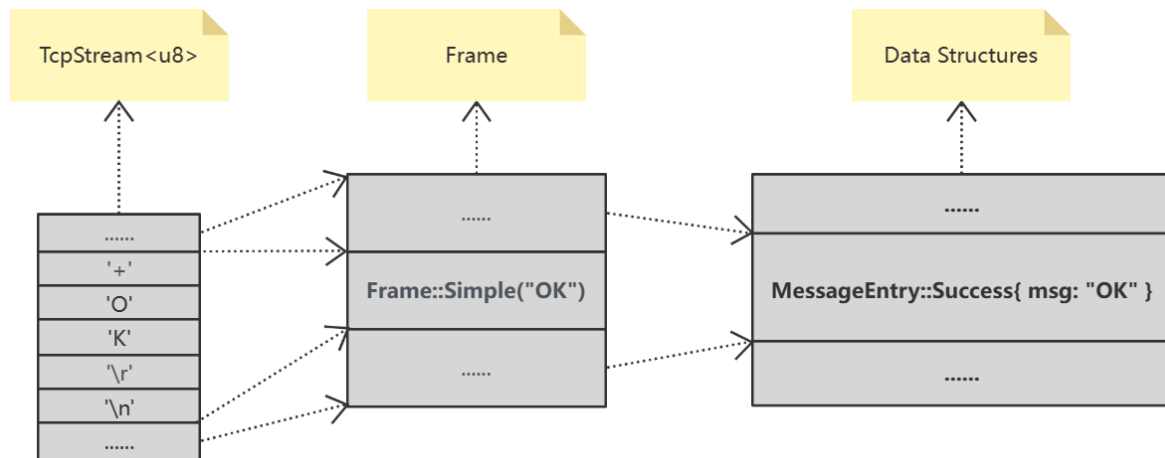 TcpStream<u8>
Frame
Data Structures
......
'+'
'O'
'K'
'\r'
'\n'
......
......
Frame::Simple("OK")
......
......
MessageEntry::Success{ msg: "OK" }
......